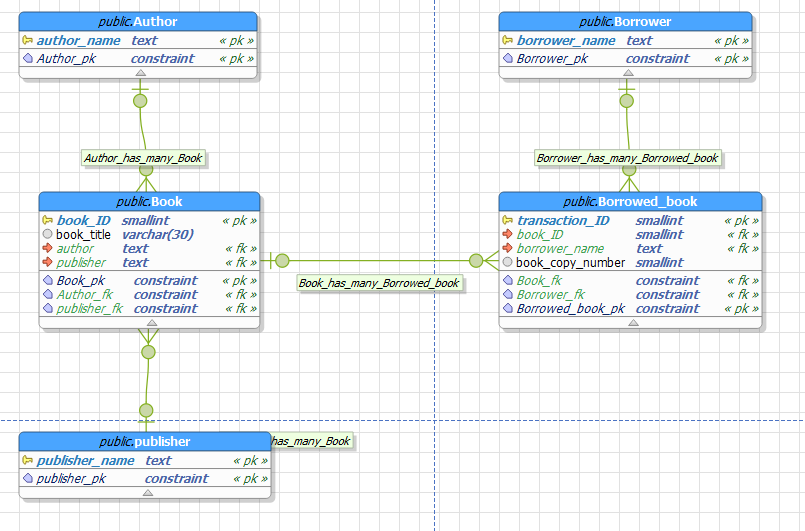 public.Author
author_name text « pk »
Author_pk constraint « pk »
public.Borrower
borrower_name text « pk »
Borrower_pk constraint « pk »
Author_has_many_Book
Borrower_has_many_Borrowed_book
public.Book
book_ID smallint « pk »
book_title varchar(30)
author text « fk »
publisher text « fk »
Book_pk constraint « pk »
Author_fk constraint « fk »
publisher_fk constraint « fk »
Book_has_many_Borrowed_book
public.Borrowed_book
transaction_ID smallint « pk »
book_ID smallint « fk »
borrower_name text « fk »
book_copy_number smallint
Book_fk constraint « fk »
Borrower_fk constraint « fk »
Borrowed_book_pk constraint « pk »
public.publisher
publisher_name text « pk »
publisher_pk constraint « pk »
has_many_Book